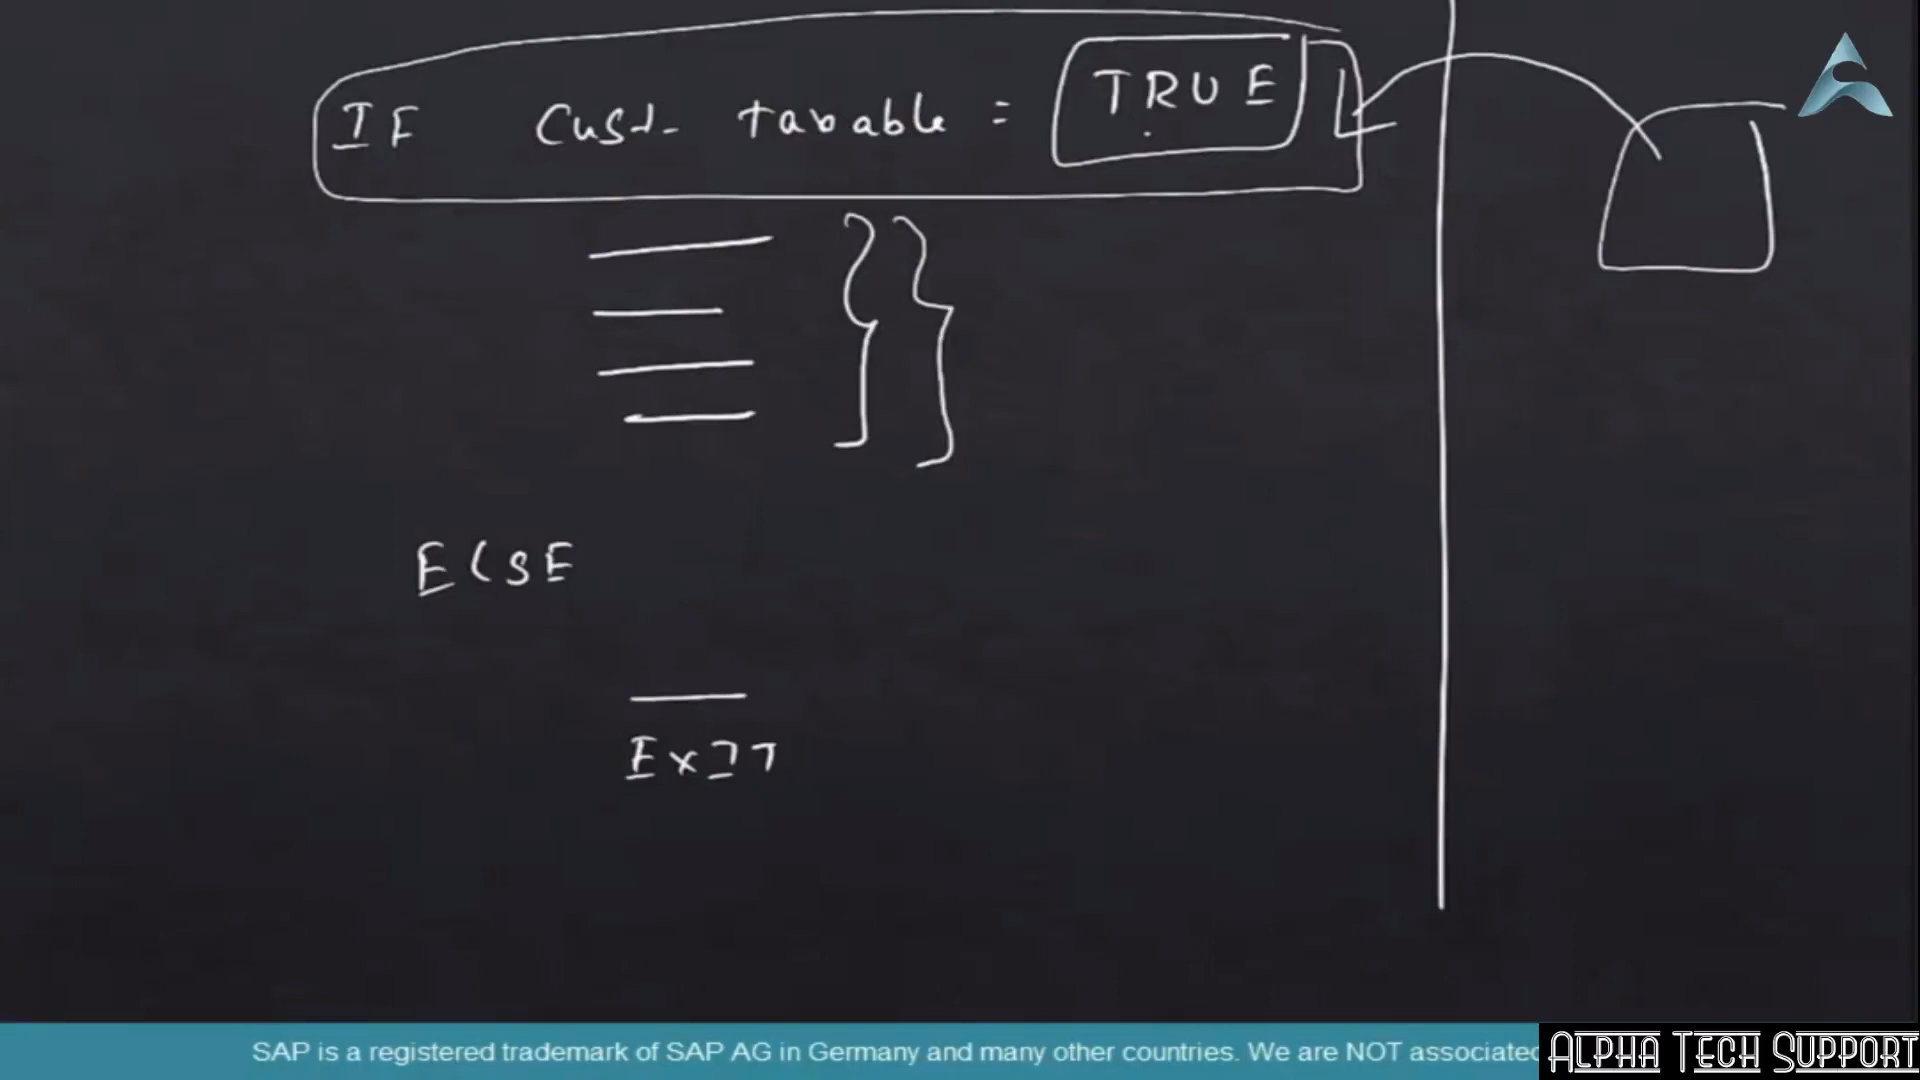 IF Cust. taxable = TRUE
ELSE
EXIT
SAP is a registered trademark of SAP AG in Germany and many other countries. We are NOT associated
ALPHA TECH SUPPORT